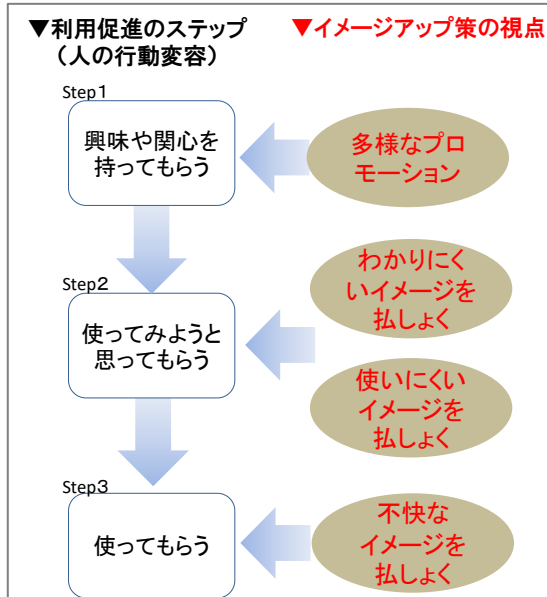 ▼利用促進のステップ
(人の行動変容)
▼イメージアップ策の視点
Step1
興味や関心を
持ってもらう
多様なプロ
モーション
Step2
使ってみようと
思ってもらう
わかりにく
いイメージを
払しょく
使いにくい
イメージを
払しょく
Step3
使ってもらう
不快な
イメージを
払しょく